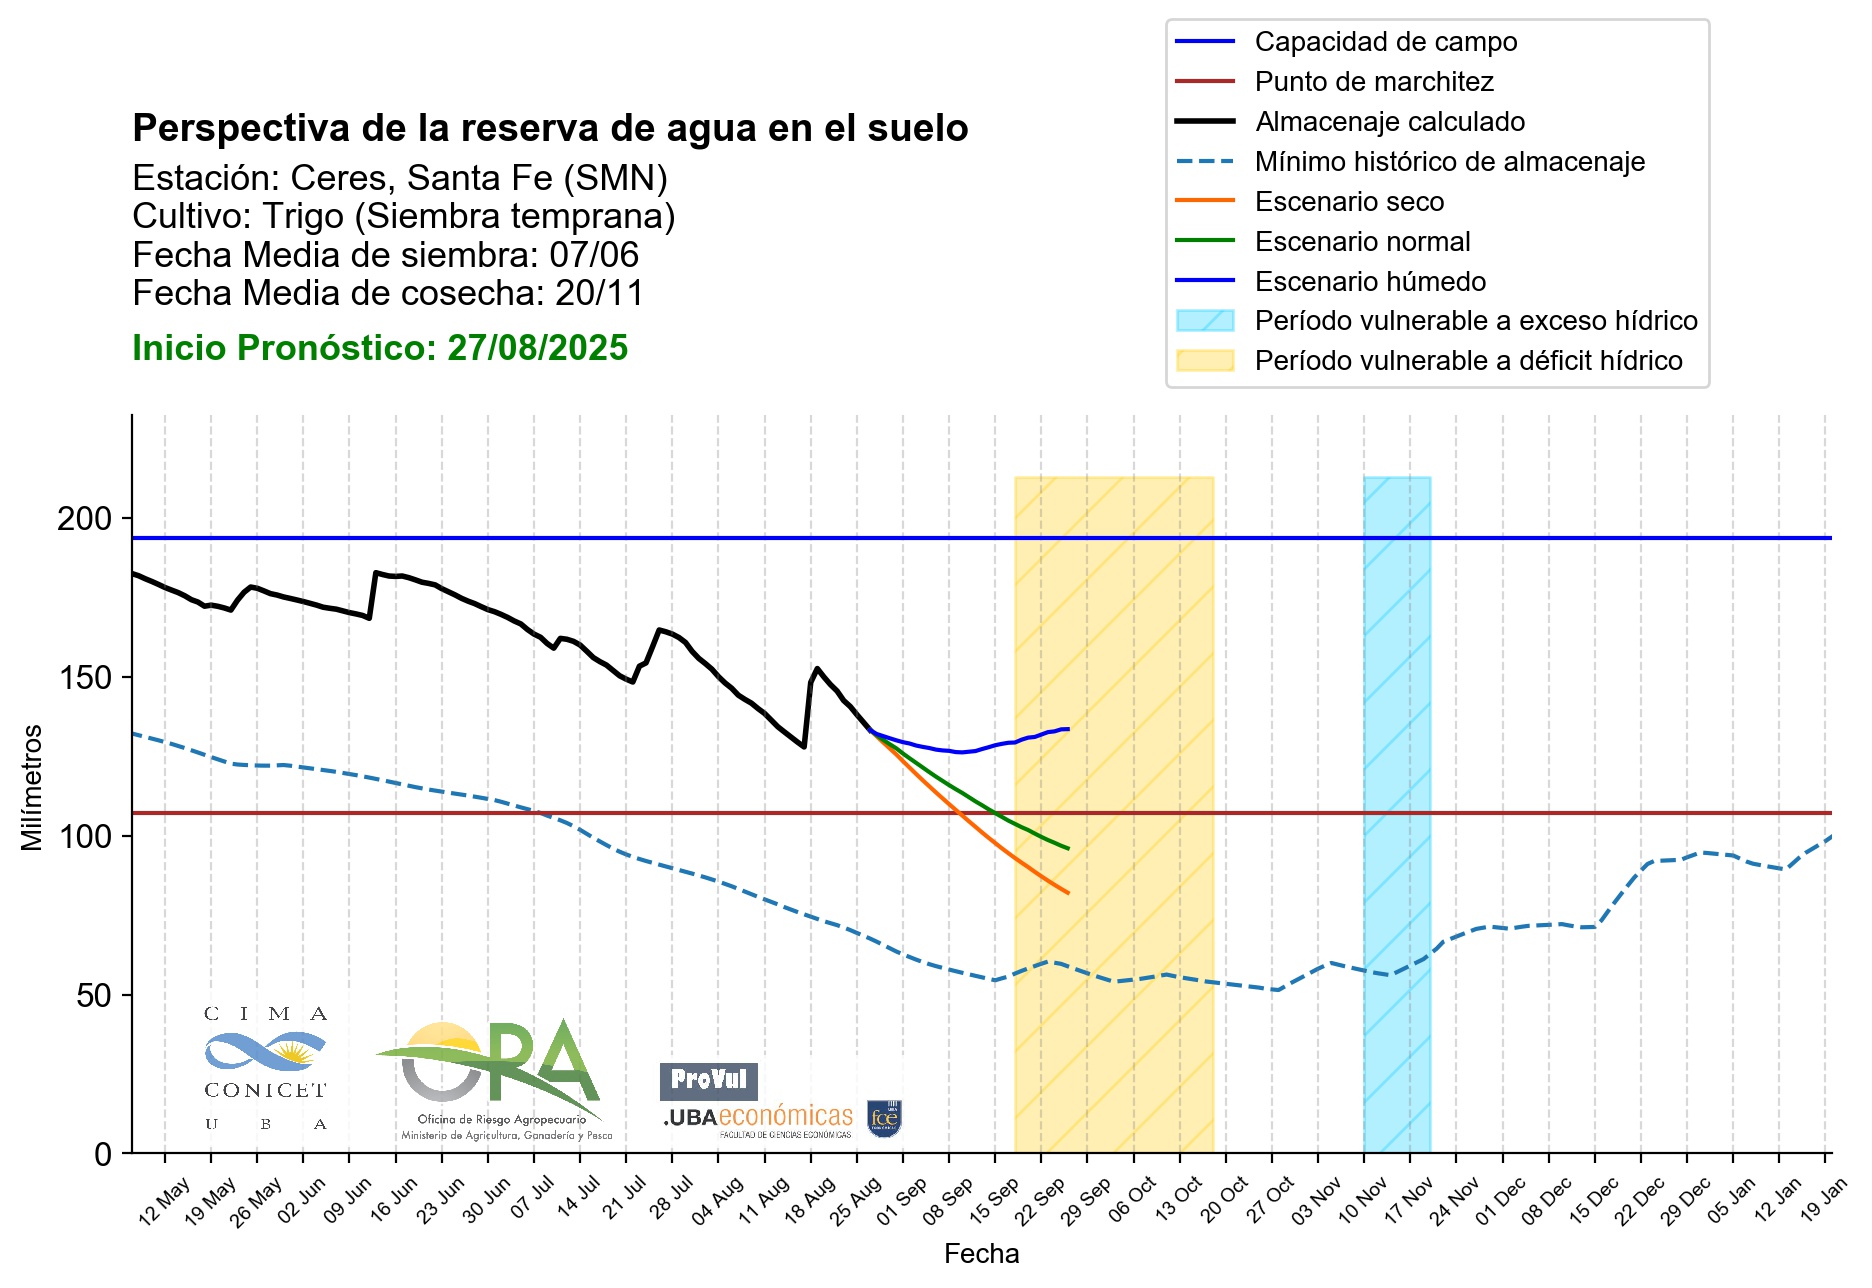 Capacidad de campo
Punto de marchitez
Almacenaje calculado
Mínimo histórico de almacenaje
Escenario seco
Escenario normal
Escenario húmedo
Período vulnerable a exceso hídrico
Período vulnerable a déficit hídrico
Perspectiva de la reserva de agua en el suelo
Estación: Ceres, Santa Fe (SMN)
Cultivo: Trigo (Siembra temprana)
Fecha Media de siembra: 07/06
Fecha Media de cosecha: 20/11
Inicio Pronóstico: 27/08/2025
200
150
100
50
0
Milímetros
CIMA
CONICET
UBA
ORA
Oficina de Riesgo Agropecuario
Ministerio de Agricultura, Ganadería y Pesca
ProVul
.UBAeconómicas
FACULTAD DE CIENCIAS ECONÓMICAS
fce
12 May
19 May
26 May
02 Jun
09 Jun
16 Jun
23 Jun
30 Jun
07 Jul
14 Jul
21 Jul
28 Jul
04 Aug
11 Aug
18 Aug
25 Aug
01 Sep
08 Sep
15 Sep
22 Sep
29 Sep
06 Oct
13 Oct
20 Oct
27 Oct
03 Nov
10 Nov
17 Nov
24 Nov
01 Dec
08 Dec
15 Dec
22 Dec
29 Dec
05 Jan
12 Jan
19 Jan
Fecha